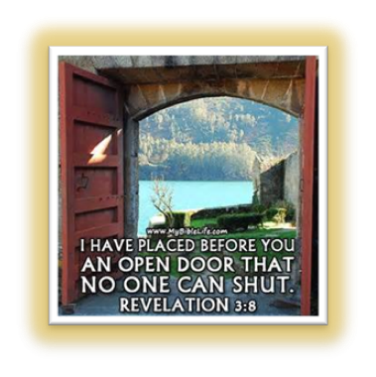 www.MyBibleLife.com
I HAVE PLACED BEFORE YOU
AN OPEN DOOR THAT
NO ONE CAN SHUT.
REVELATION 3:8